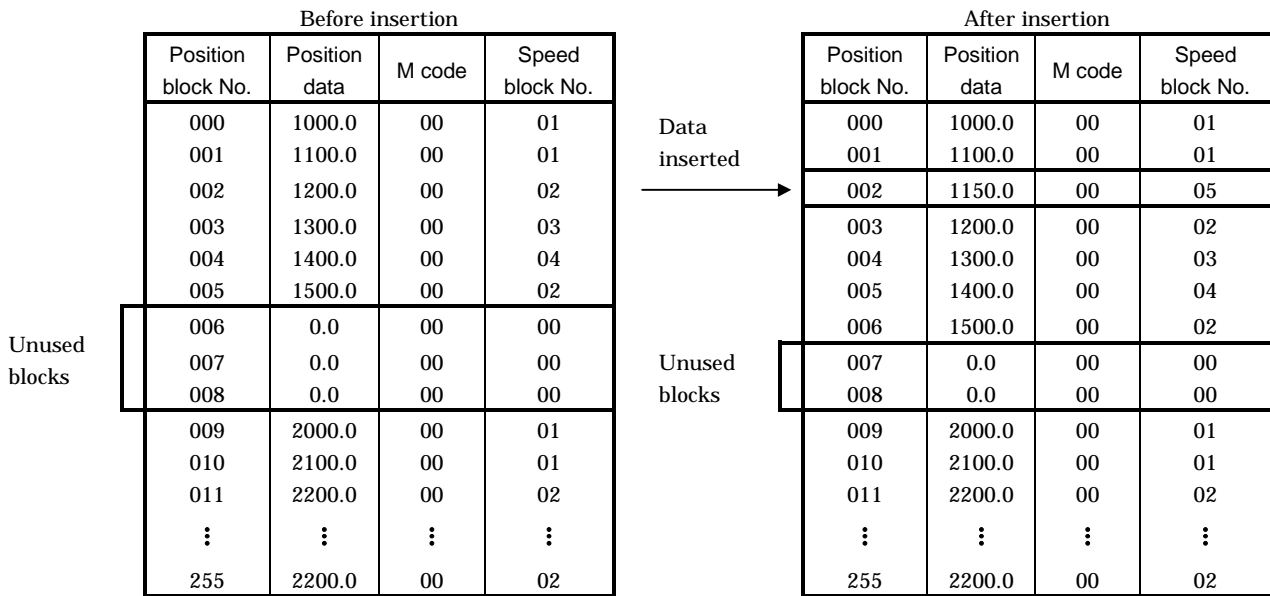 Before insertion
Position block No. Position data M code Speed block No.
000 1000.0 00 01
001 1100.0 00 01
002 1200.0 00 02
003 1300.0 00 03
004 1400.0 00 04
005 1500.0 00 02
Unused blocks
006 0.0 00 00
007 0.0 00 00
008 0.0 00 00
009 2000.0 00 01
010 2100.0 00 01
011 2200.0 00 02
⋮ ⋮ ⋮ ⋮
255 2200.0 00 02
Data inserted
After insertion
Position block No. Position data M code Speed block No.
000 1000.0 00 01
001 1100.0 00 01
002 1150.0 00 05
003 1200.0 00 02
004 1300.0 00 03
005 1400.0 00 04
006 1500.0 00 02
Unused blocks
007 0.0 00 00
008 0.0 00 00
009 2000.0 00 01
010 2100.0 00 01
011 2200.0 00 02
⋮ ⋮ ⋮ ⋮
255 2200.0 00 02